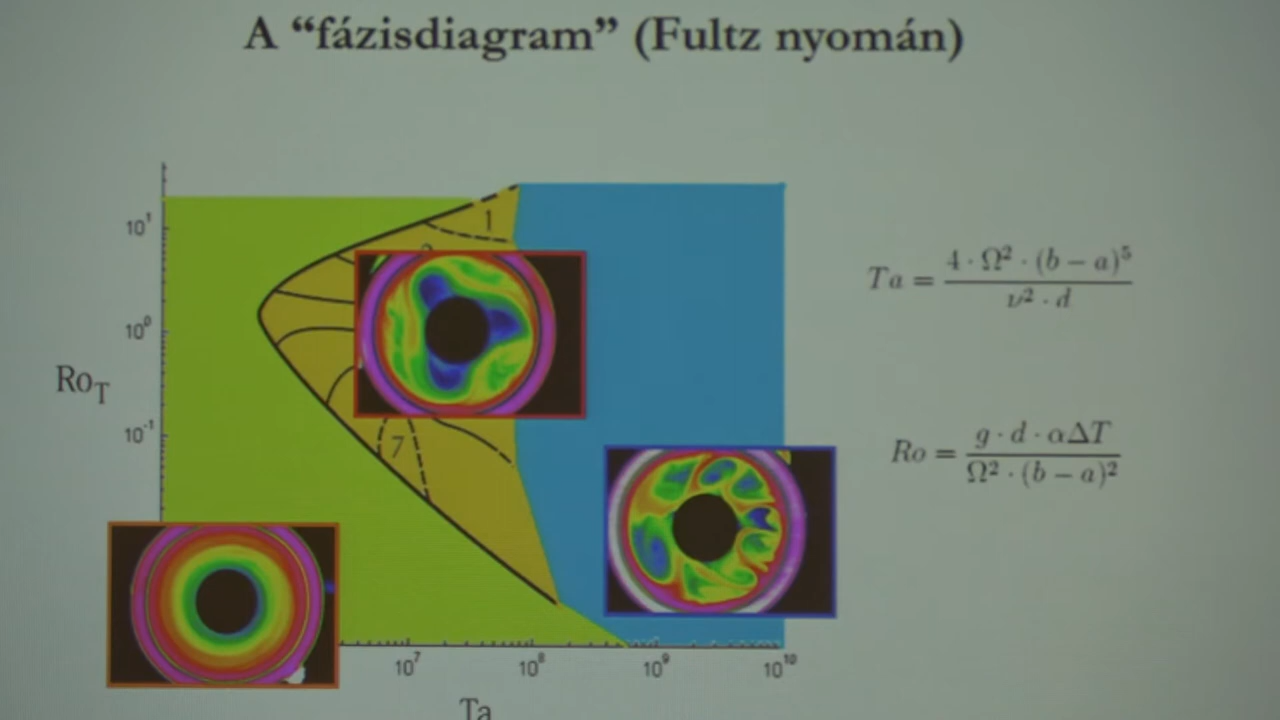 A “fázisdiagram” (Fultz nyomán)
10¹
10⁰
10⁻¹
Ro_T
1
2
7
10⁷ 10⁸ 10⁹ 10¹⁰
Ta
Ta = 4 · Ω² · (b − a)⁵ / ν² · d
Ro = g · d · αΔT / Ω² · (b − a)²